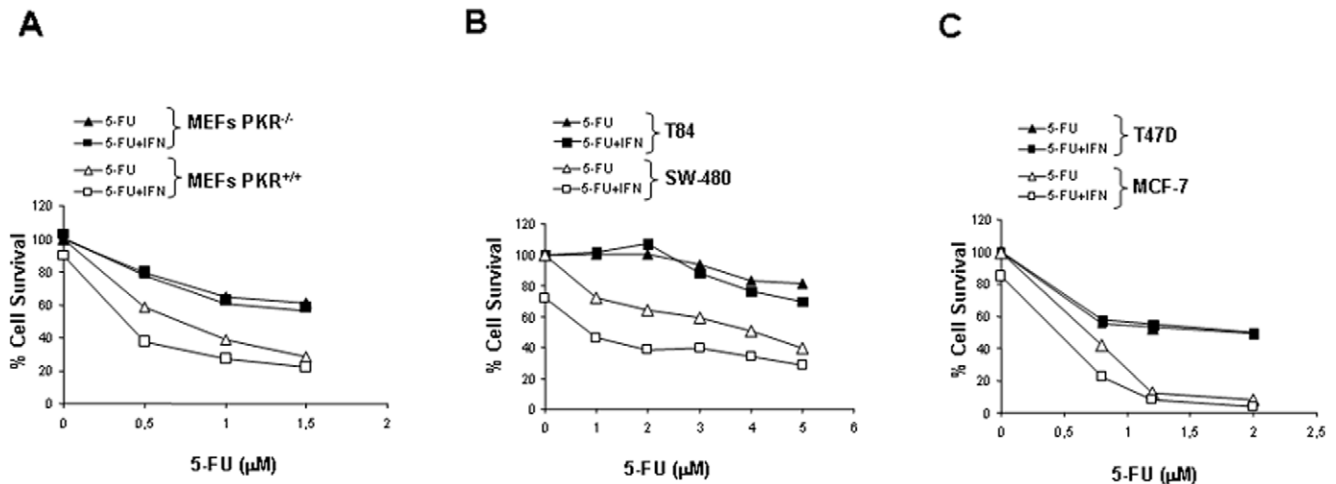 A
5-FU
5-FU+IFN
MEFs PKR-/-
5-FU
5-FU+IFN
MEFs PKR+/+
120
100
80
60
40
20
0
% Cell Survival
0
0,5
1
1,5
2
5-FU (µM)
B
5-FU
5-FU+IFN
T84
5-FU
5-FU+IFN
SW-480
120
100
80
60
40
20
0
% Cell Survival
0
1
2
3
4
5
6
5-FU (µM)
C
5-FU
5-FU+IFN
T47D
5-FU
5-FU+IFN
MCF-7
120
100
80
60
40
20
0
% Cell Survival
0
0,5
1
1,5
2
2,5
5-FU (µM)